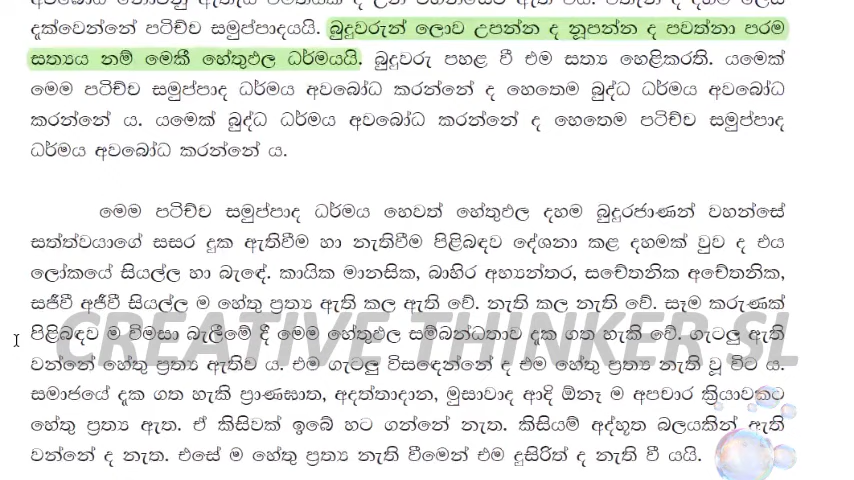 දක්වෙන්නේ පටිච්ච සමුප්පාදයයි. බුදුවරුන් ලොව උපන්න ද නූපන්න ද පවත්නා පරම
සත්‍යය නම් මෙකී හේතුඵල ධර්මයයි. බුදුවරු පහළ වී එම සත්‍ය හෙළිකරති. යමෙක්
මෙම පටිච්ච සමුප්පාද ධර්මය අවබෝධ කරන්නේ ද හෙතෙම බුද්ධ ධර්මය අවබෝධ
කරන්නේ ය. යමෙක් බුද්ධ ධර්මය අවබෝධ කරන්නේ ද හෙතෙම පටිච්ච සමුප්පාද
ධර්මය අවබෝධ කරන්නේ ය.
මෙම පටිච්ච සමුප්පාද ධර්මය හෙවත් හේතුඵල දහම බුදුරජාණන් වහන්සේ
සත්ත්වයාගේ සසර දුක ඇතිවීම හා නැතිවීම පිළිබඳව දේශනා කළ දහමක් වුව ද එය
ලෝකයේ සියල්ල හා බැඳේ. කායික මානසික, බාහිර අභ්‍යන්තර, සචේතනික අචේතනික,
සජීවී අජීවී සියල්ල ම හේතු ප්‍රත්‍ය ඇති කල ඇති වේ. නැති කල නැති වේ. සෑම කරුණක්
පිළිබඳව ම විමසා බැලීමේ දී මෙම හේතුඵල සම්බන්ධතාව දැක ගත හැකි වේ. ගැටලු ඇති
වන්නේ හේතු ප්‍රත්‍ය ඇතිව ය. එම ගැටලු විසඳෙන්නේ ද එම හේතු ප්‍රත්‍ය නැති වූ විට ය.
CREATIVE THINKER SL
සමාජයේ දැක ගත හැකි ප්‍රාණඝාත, අදත්තාදාන, මුසාවාද ආදි ඕනෑ ම අපචාර ක්‍රියාවකට
හේතු ප්‍රත්‍ය ඇත. ඒ කිසිවක් ඉබේ හට ගන්නේ නැත. කිසියම් අද්භූත බලයකින් ඇති
වන්නේ ද නැත. එසේ ම හේතු ප්‍රත්‍ය නැති වීමෙන් එම දුසිරිත් ද නැති වී යයි.